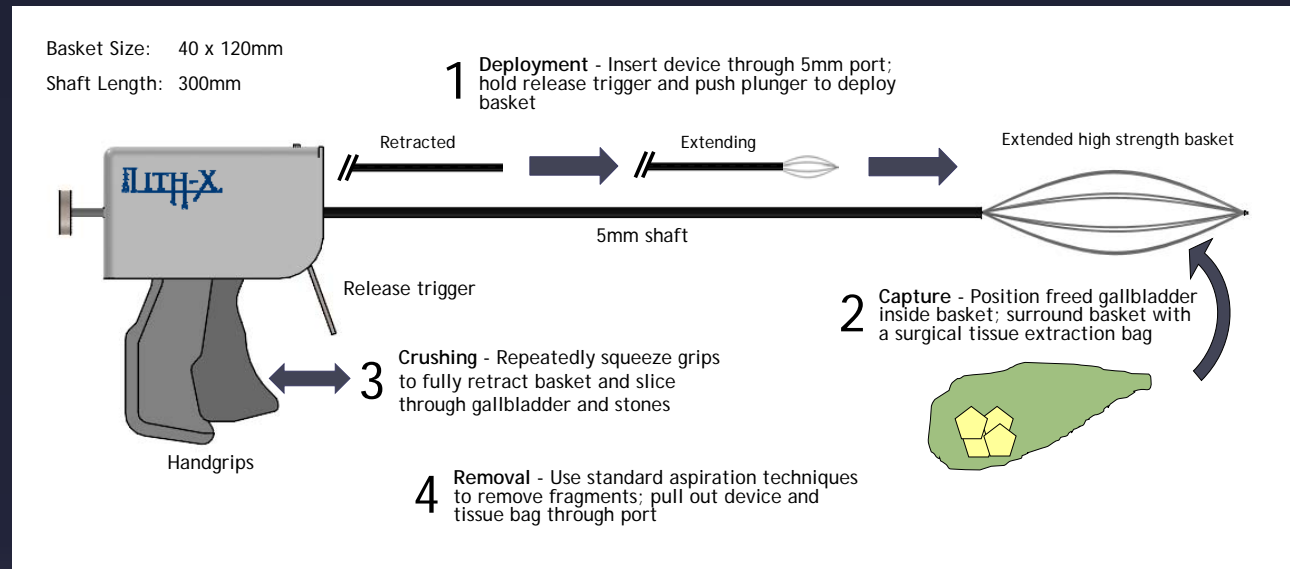 Basket Size: 40 x 120mm
Shaft Length: 300mm
1 Deployment - Insert device through 5mm port;
hold release trigger and push plunger to deploy
basket
Retracted
Extending
Extended high strength basket
LITH-X
5mm shaft
Release trigger
2 Capture - Position freed gallbladder
inside basket; surround basket with
a surgical tissue extraction bag
3 Crushing - Repeatedly squeeze grips
to fully retract basket and slice
through gallbladder and stones
Handgrips
4 Removal - Use standard aspiration techniques
to remove fragments; pull out device and
tissue bag through port